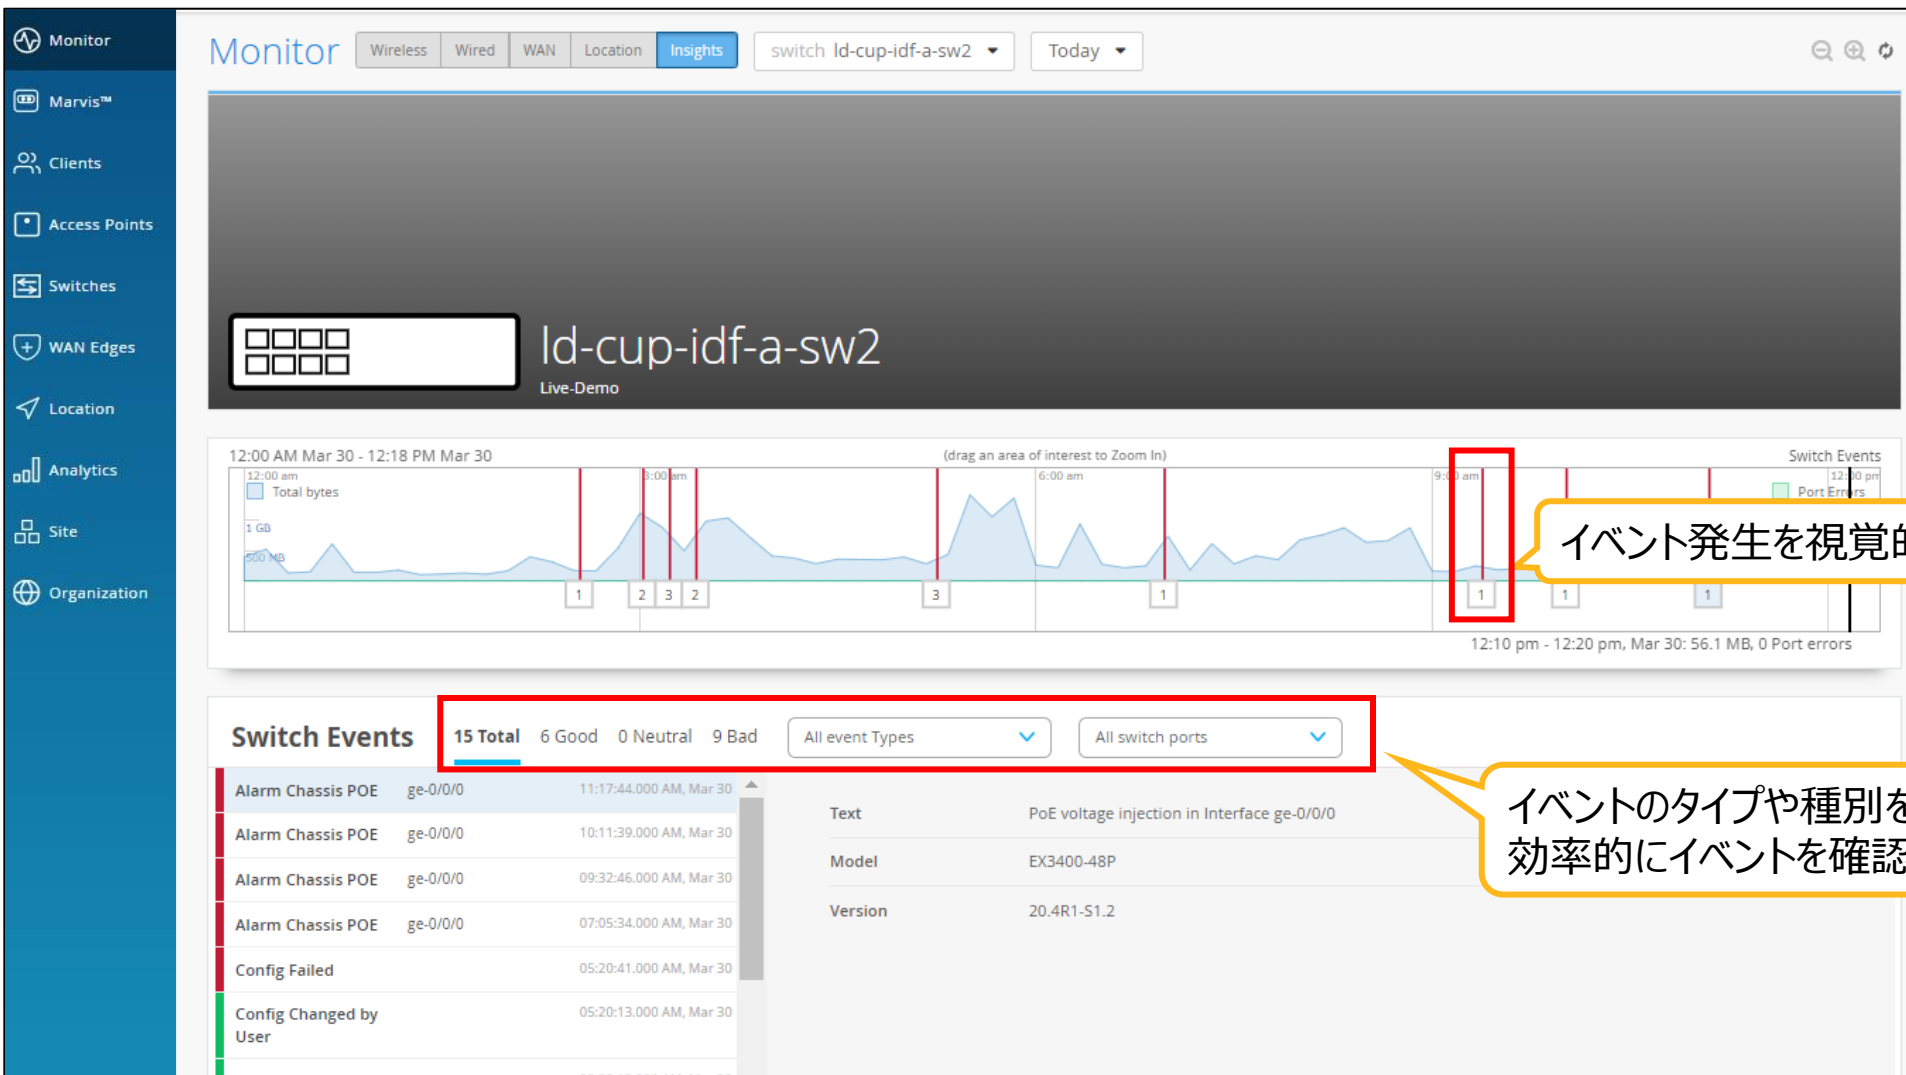 Monitor
Marvis™
Clients
Access Points
Switches
WAN Edges
Location
Analytics
Site
Organization
Monitor
Wireless Wired WAN Location Insights
switch ld-cup-idf-a-sw2
Today
ld-cup-idf-a-sw2
Live-Demo
12:00 AM Mar 30 - 12:18 PM Mar 30
(drag an area of interest to Zoom In)
Switch Events
12:00 am 3:00 am 6:00 am 9:00 am 12:00 pm
Total bytes
Port Errors
1 GB
500 MB
イベント発生を視覚的
1 2 3 2 3 1 1 1 1
12:10 pm - 12:20 pm, Mar 30: 56.1 MB, 0 Port errors
Switch Events
15 Total 6 Good 0 Neutral 9 Bad
All event Types
All switch ports
Alarm Chassis POE ge-0/0/0 11:17:44.000 AM, Mar 30
Alarm Chassis POE ge-0/0/0 10:11:39.000 AM, Mar 30
Alarm Chassis POE ge-0/0/0 09:32:46.000 AM, Mar 30
Alarm Chassis POE ge-0/0/0 07:05:34.000 AM, Mar 30
Config Failed 05:20:41.000 AM, Mar 30
Config Changed by 05:20:13.000 AM, Mar 30
User
Text PoE voltage injection in Interface ge-0/0/0
Model EX3400-48P
Version 20.4R1-S1.2
イベントのタイプや種別を
効率的にイベントを確認